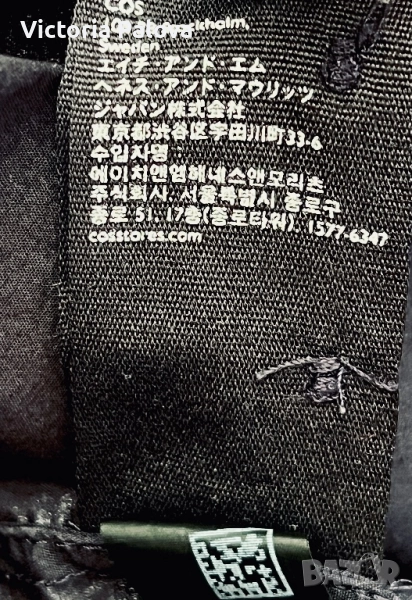 Victoria Pavlova
COS
Sweden
エイチ・アンド・エム
ヘネス・アンド・マウリッツ
ジャパン株式会社
東京都渋谷区宇田川町33-6
수입자명
에이치앤엠헤네스앤모리츠
주식회사, 서울특별시 종로구
종로 51, 17층(종로타워), 1577-6347
cosstores.com
bazar